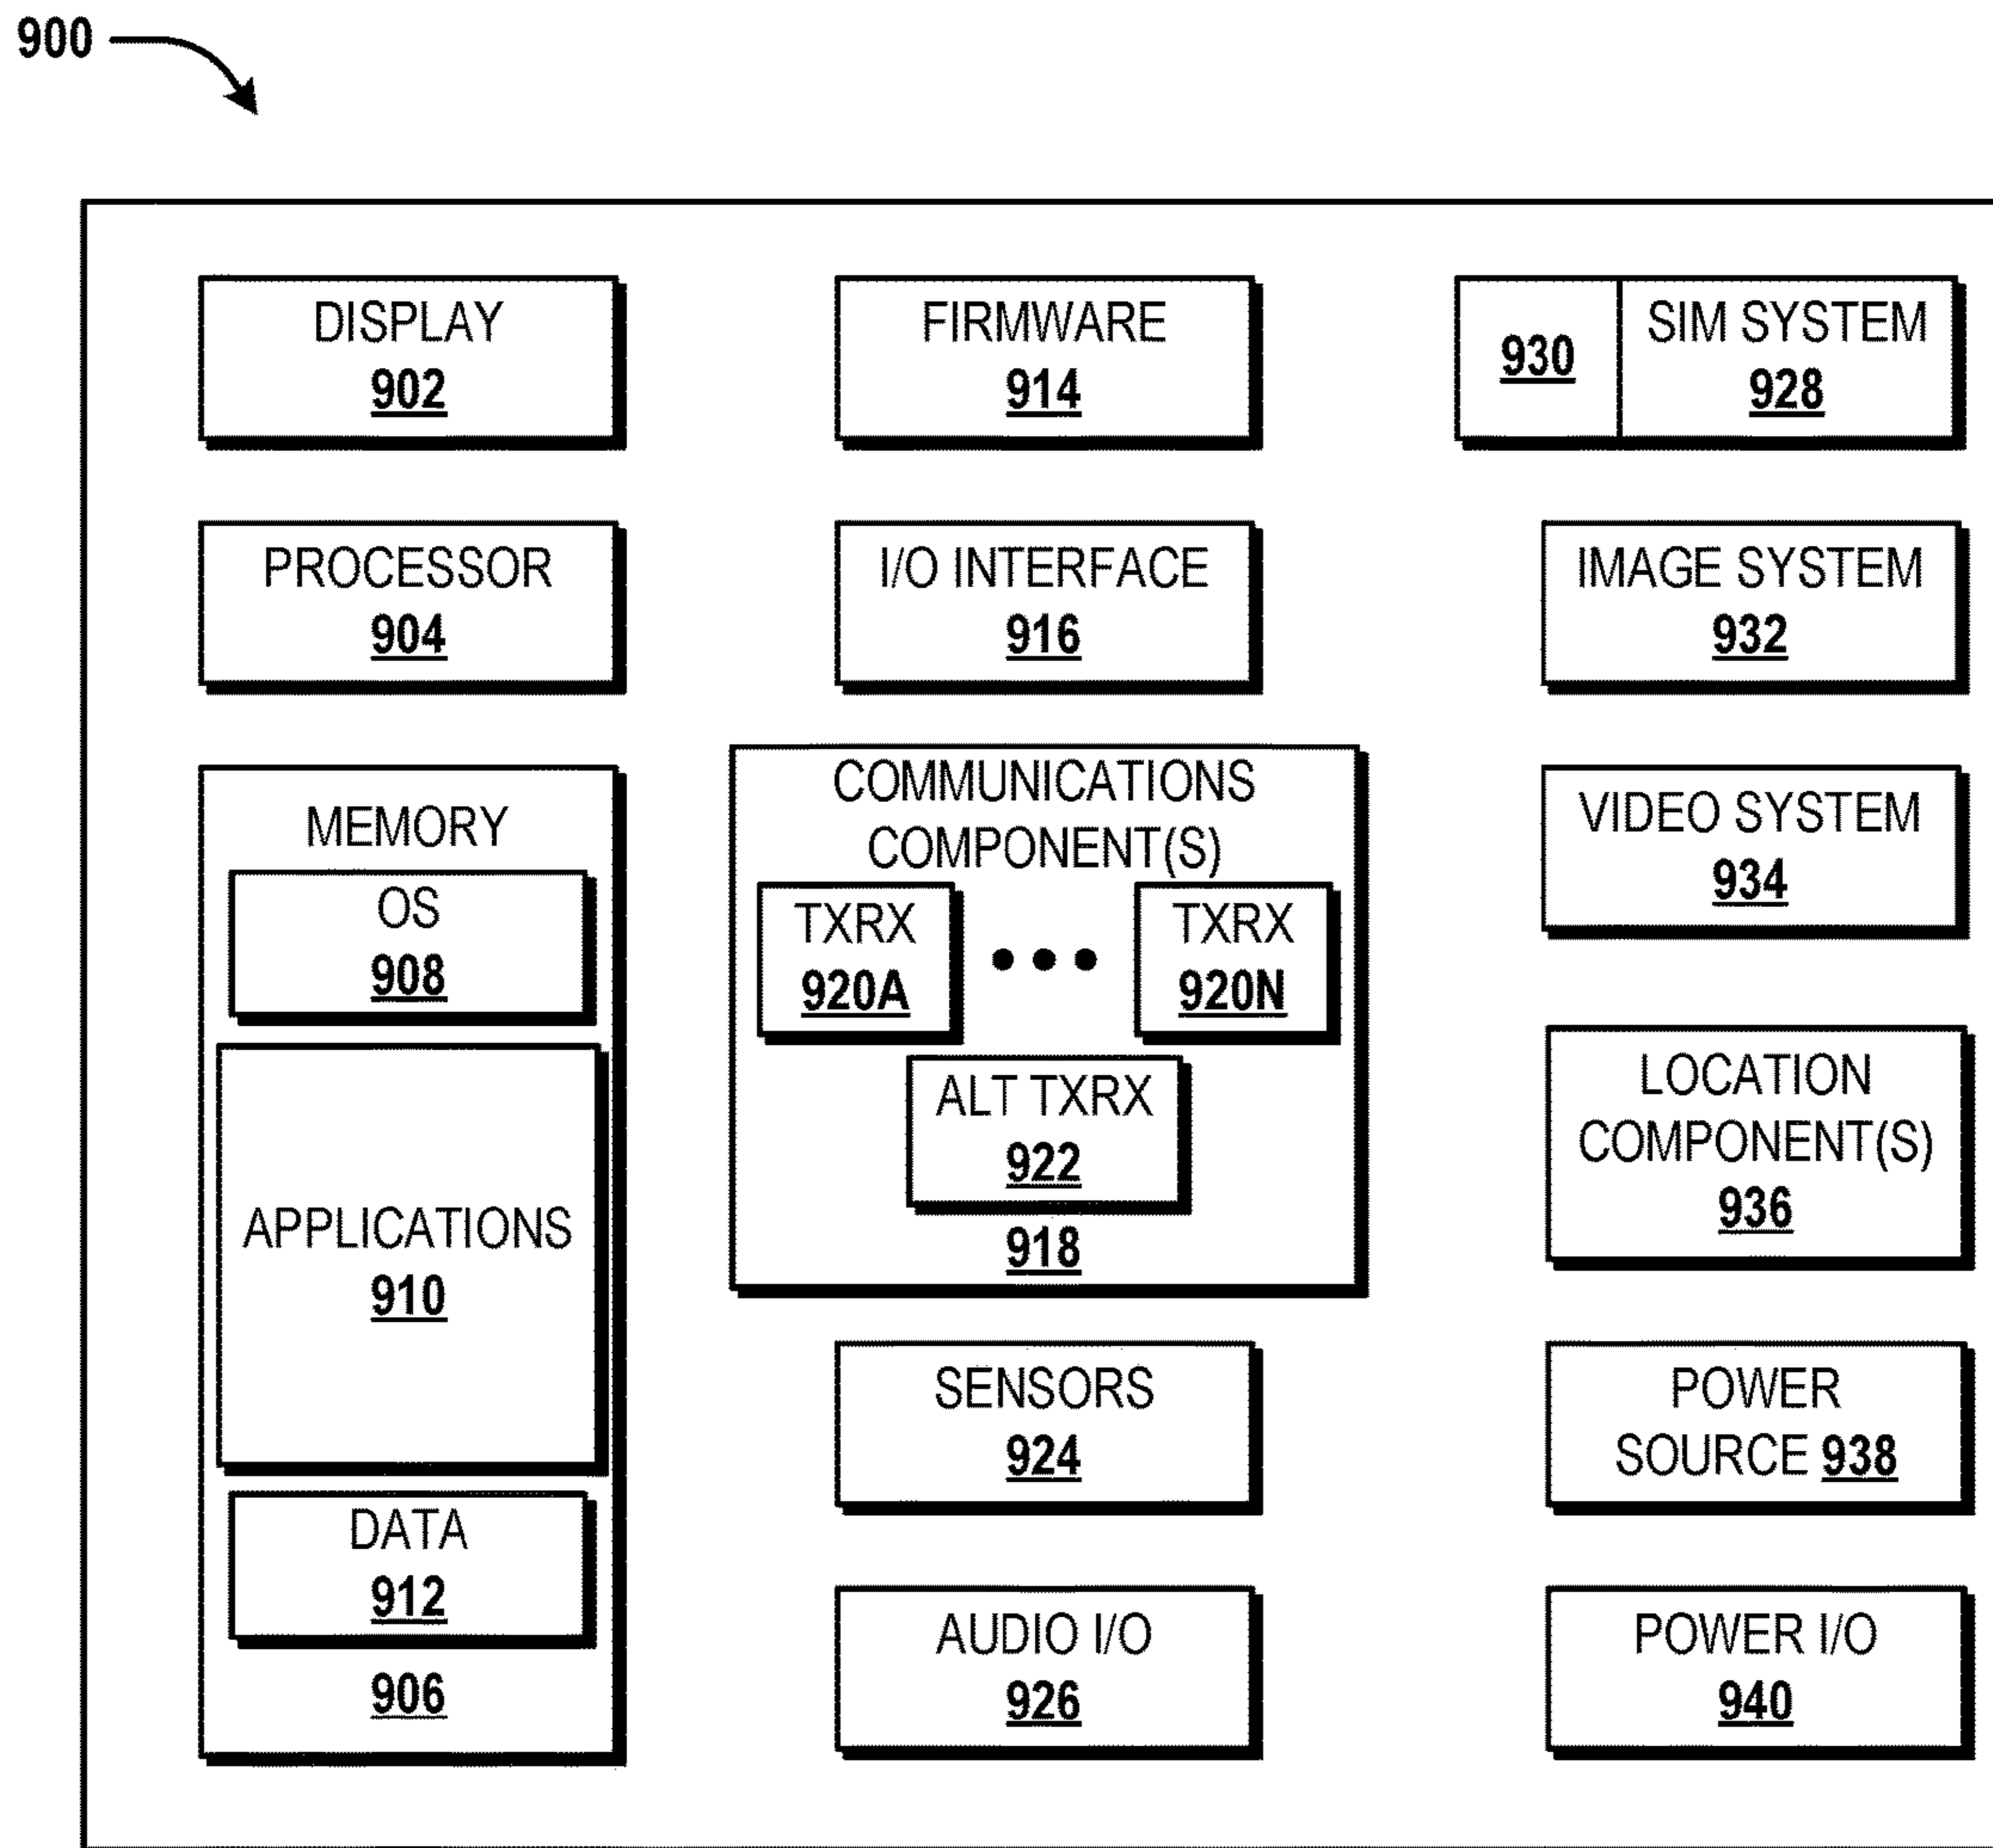 900
DISPLAY
902
PROCESSOR
904
MEMORY
OS
908
APPLICATIONS
910
DATA
912
906
FIRMWARE
914
I/O INTERFACE
916
COMMUNICATIONS
COMPONENT(S)
TXRX
920A
TXRX
920N
ALT TXRX
922
918
SENSORS
924
AUDIO I/O
926
930
SIM SYSTEM
928
IMAGE SYSTEM
932
VIDEO SYSTEM
934
LOCATION
COMPONENT(S)
936
POWER
SOURCE 938
POWER I/O
940